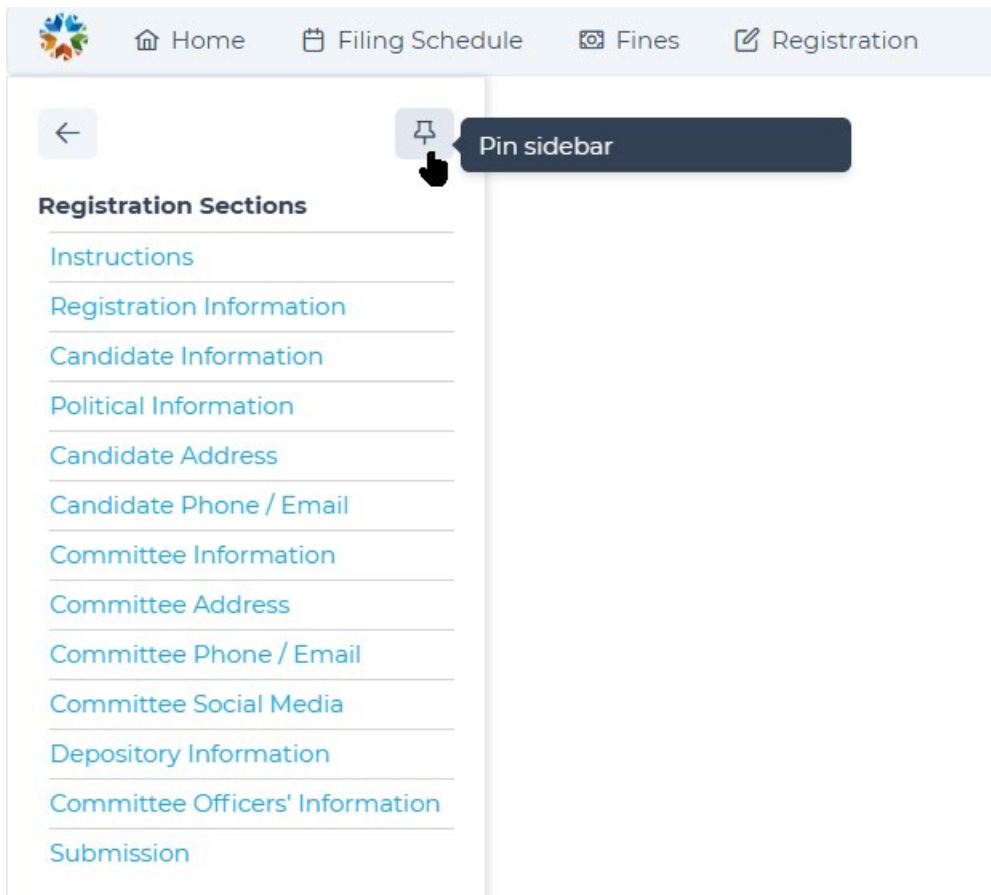 Home Filing Schedule Fines Registration
Pin sidebar
Registration Sections
Instructions
Registration Information
Candidate Information
Political Information
Candidate Address
Candidate Phone / Email
Committee Information
Committee Address
Committee Phone / Email
Committee Social Media
Depository Information
Committee Officers' Information
Submission